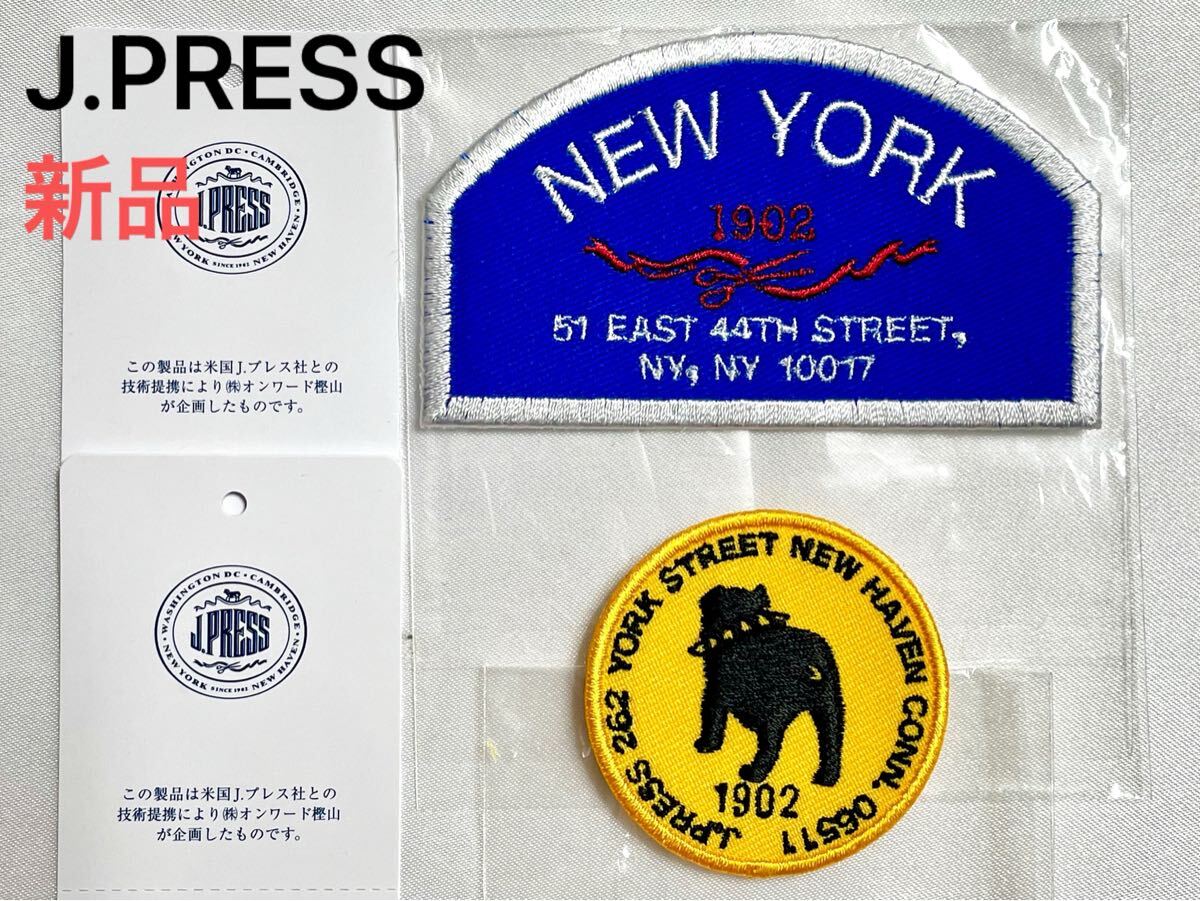 J.PRESS
新品
WASHINGTON DC • CAMBRIDGE • NEW HAVEN
NEW YORK
J.PRESS
SINCE 1902
この製品は米国J.プレス社との
技術提携により㈱オンワード樫山
が企画したものです。
WASHINGTON DC • CAMBRIDGE • NEW HAVEN
NEW YORK
J.PRESS
SINCE 1902
この製品は米国J.プレス社との
技術提携により㈱オンワード樫山
が企画したものです。
NEW YORK
1902
51 EAST 44TH STREET,
NY, NY 10017
J.PRESS 262 YORK STREET NEW HAVEN CONN. 06511
1902